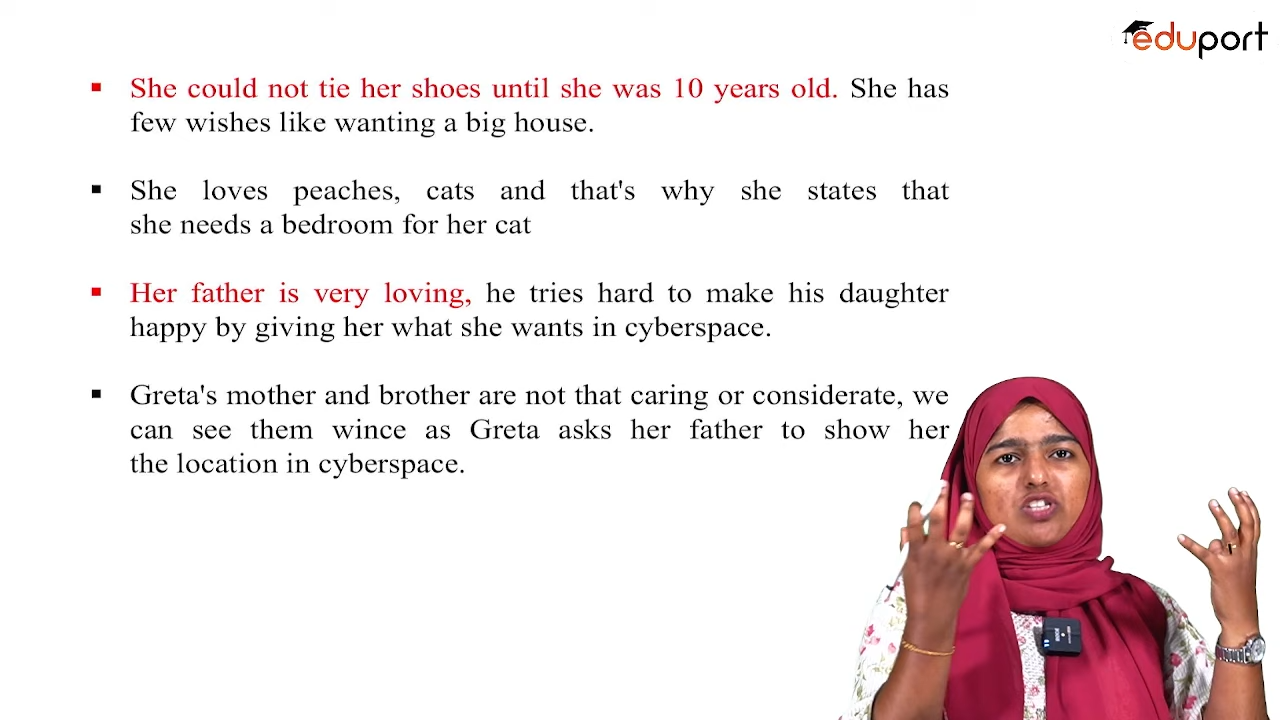 eduport
She could not tie her shoes until she was 10 years old. She has
few wishes like wanting a big house.
She loves peaches, cats and that's why she states that
she needs a bedroom for her cat
Her father is very loving, he tries hard to make his daughter
happy by giving her what she wants in cyberspace.
Greta's mother and brother are not that caring or considerate, we
can see them wince as Greta asks her father to show her
the location in cyberspace.